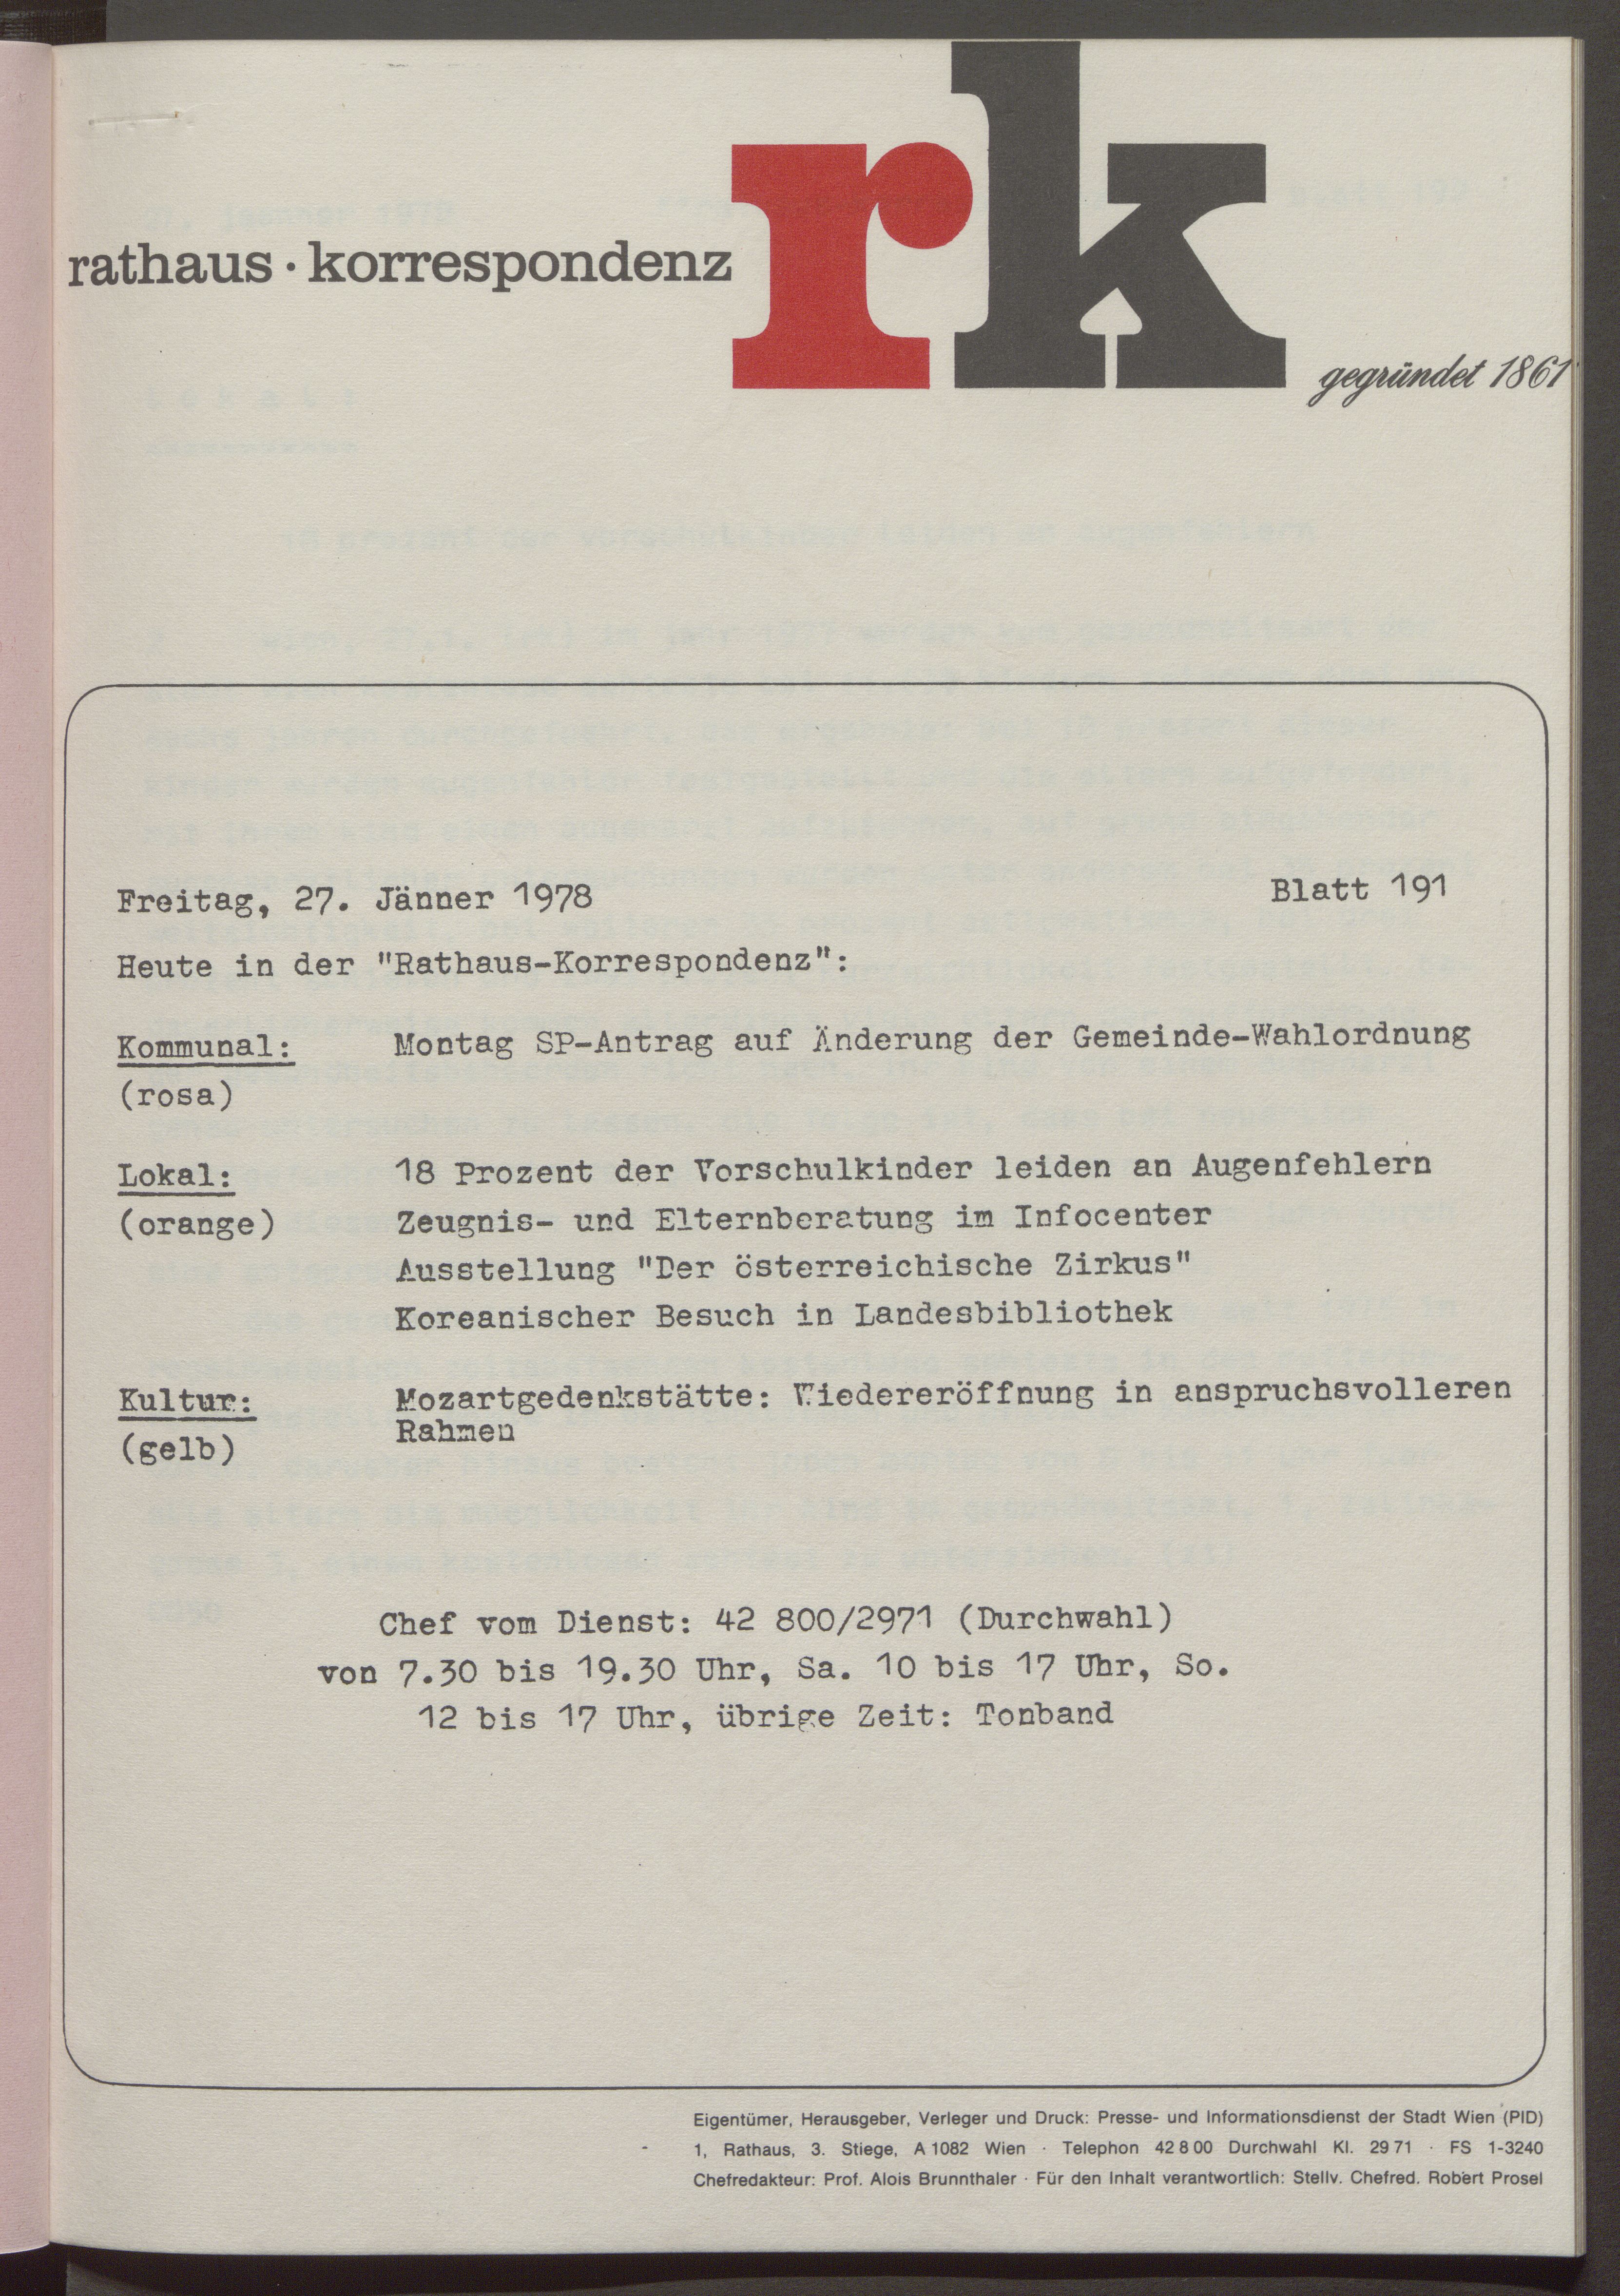 rk
rathaus · korrespondenz
gegründet 1861
Freitag, 27. Jänner 1978 Blatt 191
Heute in der "Rathaus-Korrespondenz":
Kommunal: Montag SP-Antrag auf Änderung der Gemeinde-Wahlordnung
(rosa)
Lokal: 18 Prozent der Vorschulkinder leiden an Augenfehlern
(orange) Zeugnis- und Elternberatung im Infocenter
Ausstellung "Der österreichische Zirkus"
Koreanischer Besuch in Landesbibliothek
Kultur: Mozartgedenkstätte: Wiedereröffnung in anspruchsvolleren
Rahmen
(gelb)
Chef vom Dienst: 42 800/2971 (Durchwahl)
von 7.30 bis 19.30 Uhr, Sa. 10 bis 17 Uhr, So.
12 bis 17 Uhr, übrige Zeit: Tonband
Eigentümer, Herausgeber, Verleger und Druck: Presse- und Informationsdienst der Stadt Wien (PID)
1, Rathaus, 3. Stiege, A 1082 Wien · Telephon 42 8 00 Durchwahl Kl. 29 71 · FS 1-3240
Chefredakteur: Prof. Alois Brunnthaler · Für den Inhalt verantwortlich: Stellv. Chefred. Robert Prosel